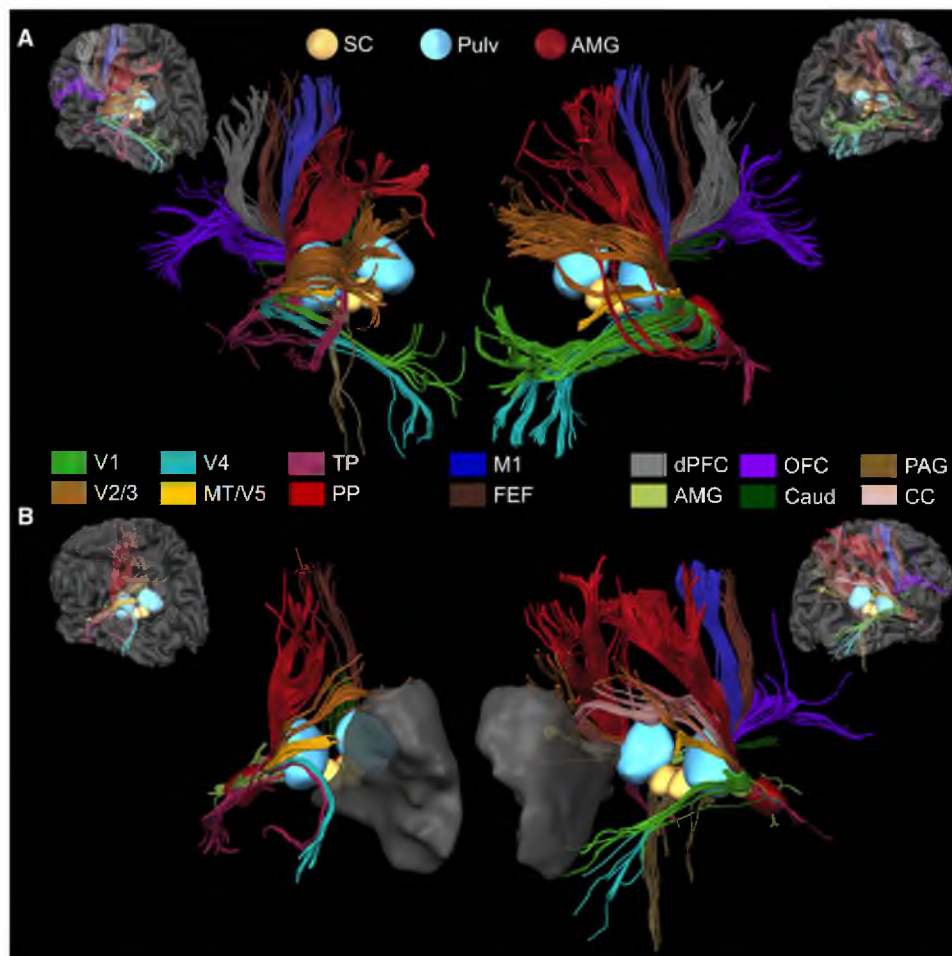 A
SC Pulv AMG
V1 V4 TP M1 dPFC OFC PAG
V2/3 MT/V5 PP FEF AMG Caud CC
B